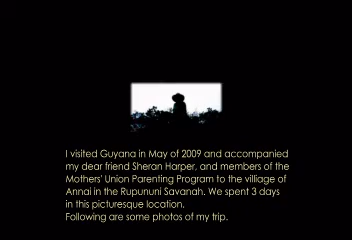 I visited Guyana in May of 2009 and accompanied
my dear friend Sheran Harper, and members of the
Mothers' Union Parenting Program to the villiage of
Annai in the Rupununi Savanah. We spent 3 days
in this picturesque location.
Following are some photos of my trip.